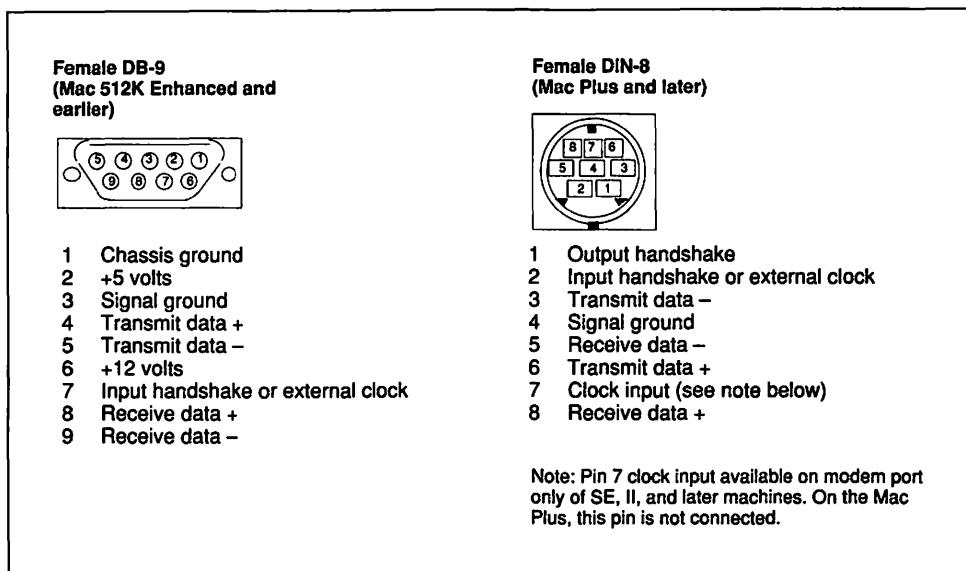 Female DB-9
(Mac 512K Enhanced and
earlier)
5 4 3 2 1
9 8 7 6
1 Chassis ground
2 +5 volts
3 Signal ground
4 Transmit data +
5 Transmit data –
6 +12 volts
7 Input handshake or external clock
8 Receive data +
9 Receive data –
Female DIN-8
(Mac Plus and later)
8 7 6
5 4 3
2 1
1 Output handshake
2 Input handshake or external clock
3 Transmit data –
4 Signal ground
5 Receive data –
6 Transmit data +
7 Clock input (see note below)
8 Receive data +
Note: Pin 7 clock input available on modem port
only of SE, II, and later machines. On the Mac
Plus, this pin is not connected.